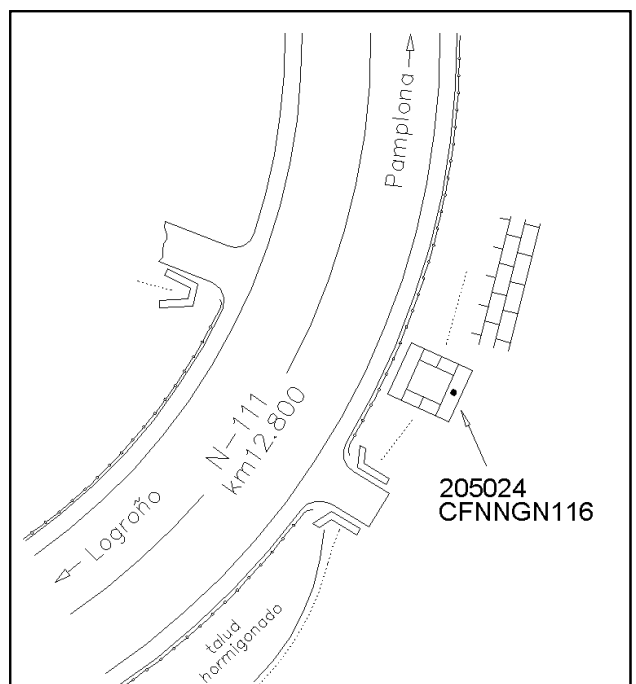 Pamplona
N-111
km12.800
Logroño
205024
CFNNGN116
talud
hormigonado